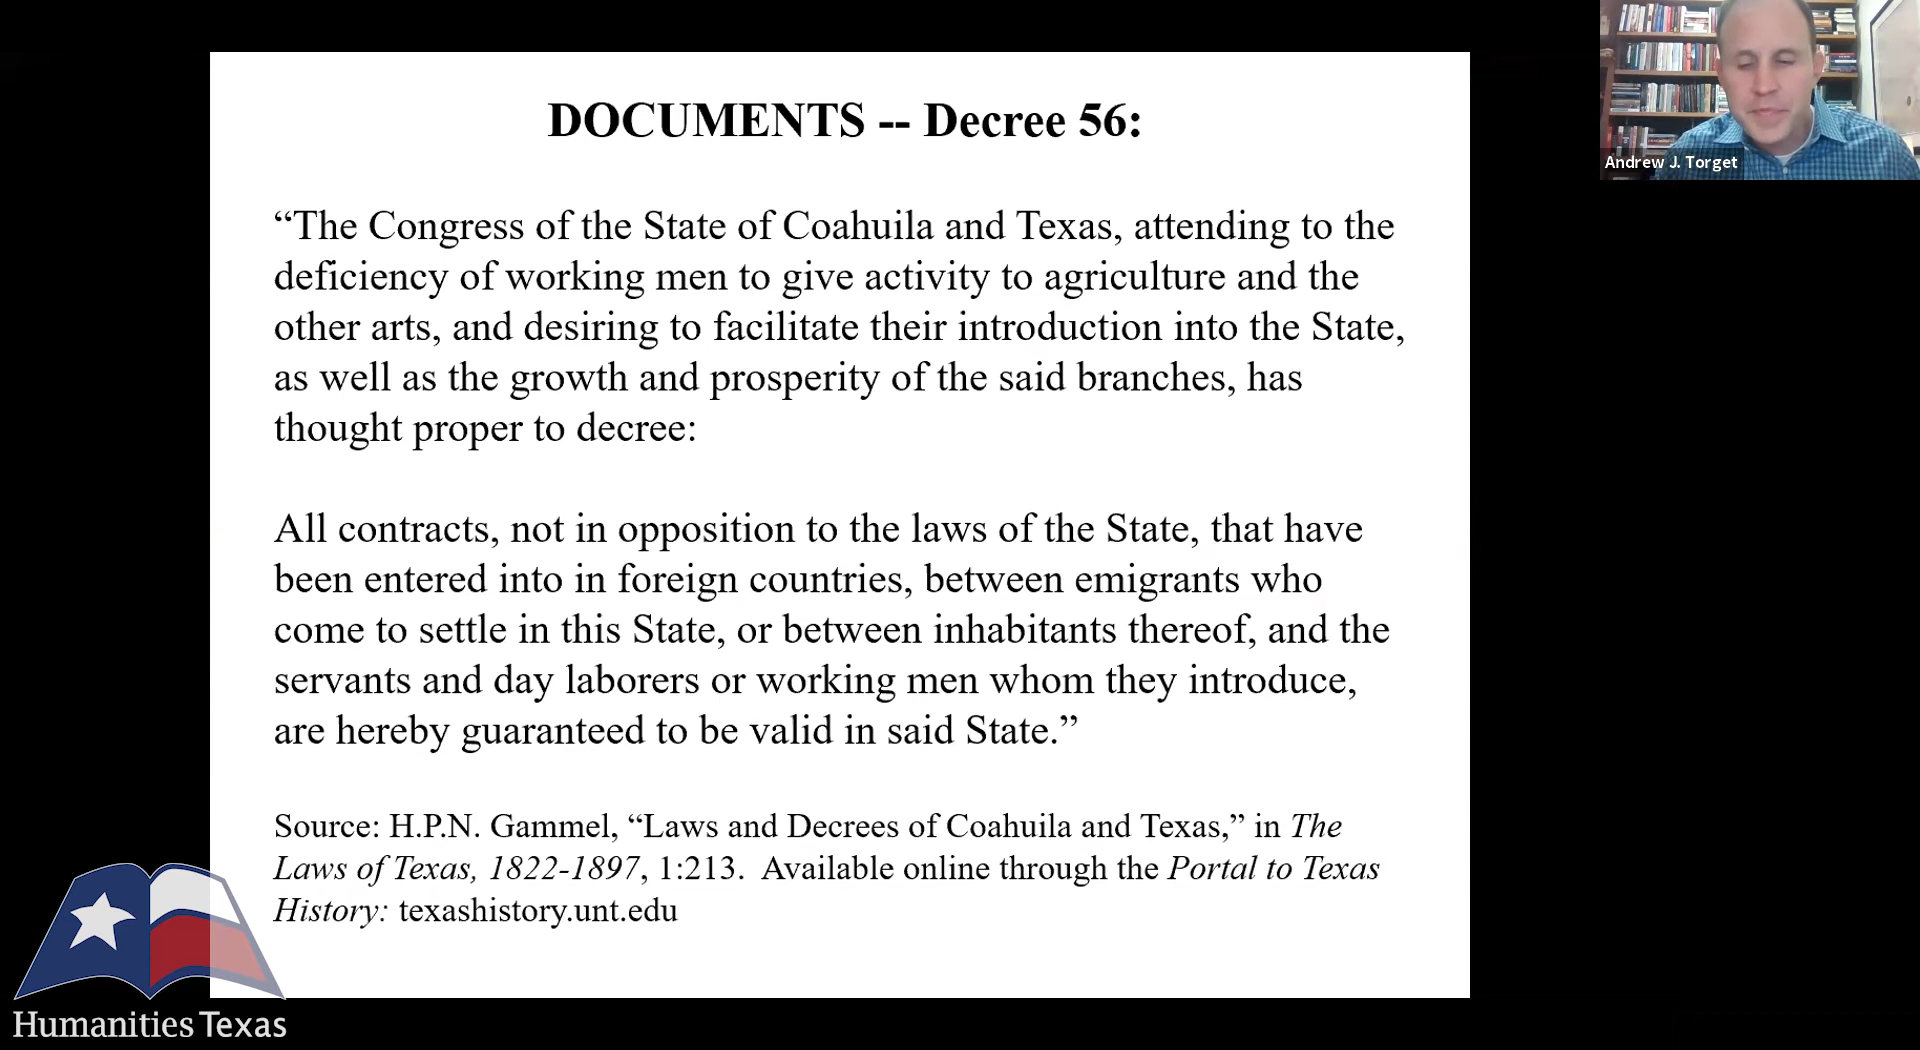 DOCUMENTS -- Decree 56:
“The Congress of the State of Coahuila and Texas, attending to the
deficiency of working men to give activity to agriculture and the
other arts, and desiring to facilitate their introduction into the State,
as well as the growth and prosperity of the said branches, has
thought proper to decree:
All contracts, not in opposition to the laws of the State, that have
been entered into in foreign countries, between emigrants who
come to settle in this State, or between inhabitants thereof, and the
servants and day laborers or working men whom they introduce,
are hereby guaranteed to be valid in said State.”
Source: H.P.N. Gammel, “Laws and Decrees of Coahuila and Texas,” in The
Laws of Texas, 1822-1897, 1:213.  Available online through the Portal to Texas
History: texashistory.unt.edu
Andrew J. Torget
Humanities Texas